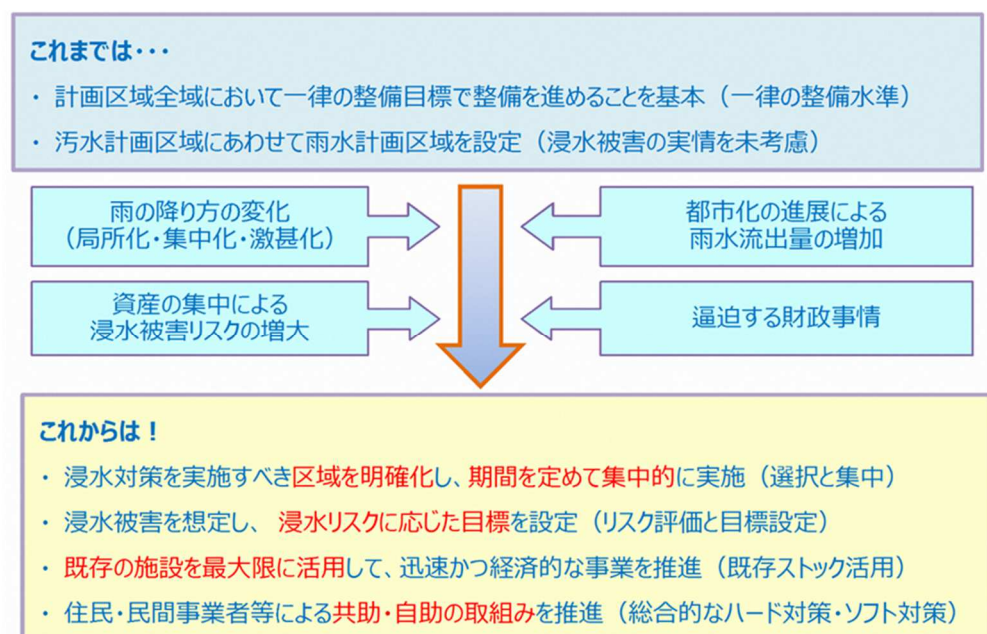 これまでは・・・
・ 計画区域全域において一律の整備目標で整備を進めることを基本（一律の整備水準）
・ 汚水計画区域にあわせて雨水計画区域を設定（浸水被害の実情を未考慮）
雨の降り方の変化
（局所化・集中化・激甚化）
都市化の進展による
雨水流出量の増加
資産の集中による
浸水被害リスクの増大
逼迫する財政事情
これからは！
・ 浸水対策を実施すべき区域を明確化し、期間を定めて集中的に実施（選択と集中）
・ 浸水被害を想定し、 浸水リスクに応じた目標を設定（リスク評価と目標設定）
・ 既存の施設を最大限に活用して、迅速かつ経済的な事業を推進（既存ストック活用）
・ 住民・民間事業者等による共助・自助の取組みを推進（総合的なハード対策・ソフト対策）